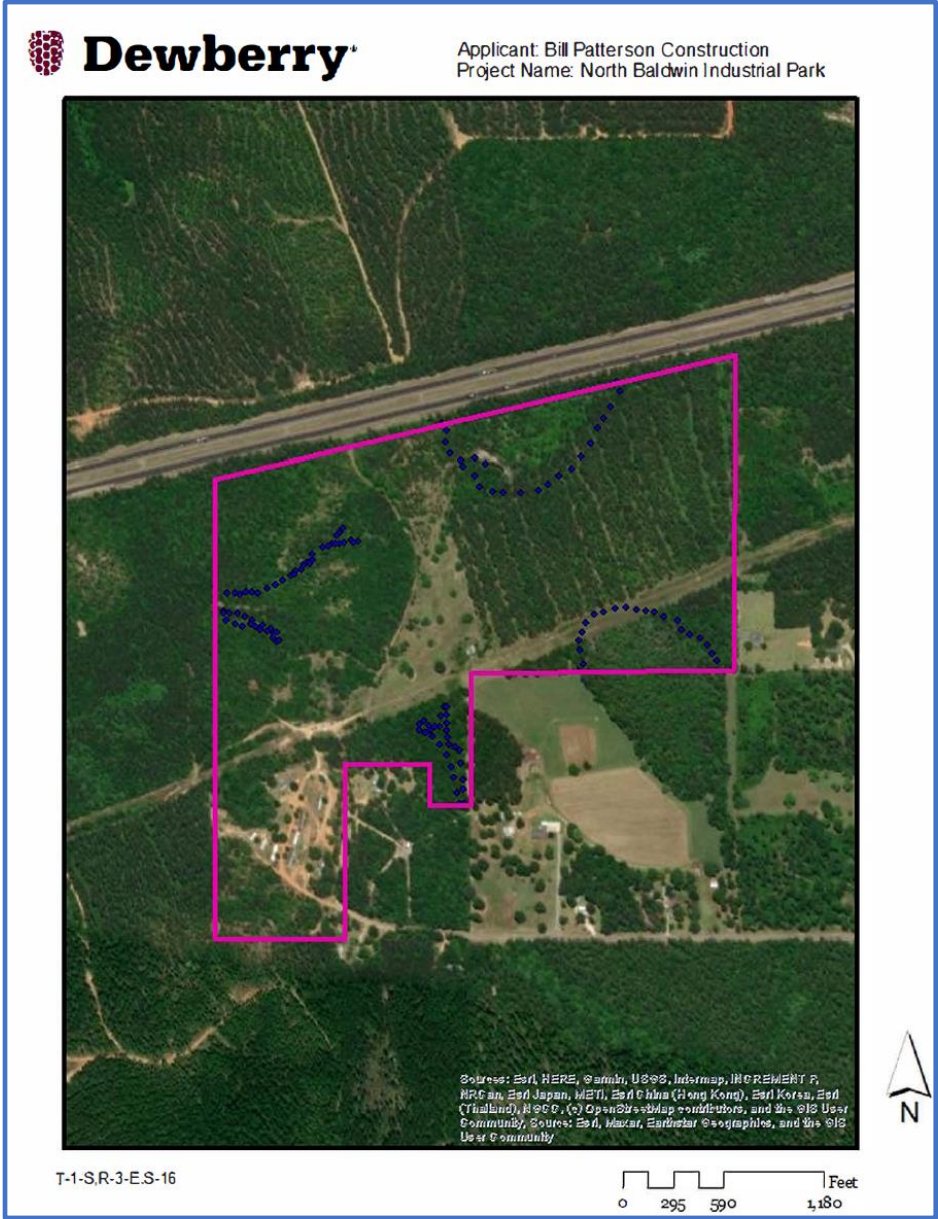 Dewberry
Applicant: Bill Patterson Construction
Project Name: North Baldwin Industrial Park
Sources: Esri, HERE, Garmin, USGS, Intermap, INCREMENT P,
NRCan, Esri Japan, METI, Esri China (Hong Kong), Esri Korea, Esri
(Thailand), NGCC, (c) OpenStreetMap contributors, and the GIS User
Community, Source: Esri, Maxar, Earthstar Geographics, and the GIS
User Community
N
T-1-S,R-3-E.S-16
Feet
0 295 590 1,180